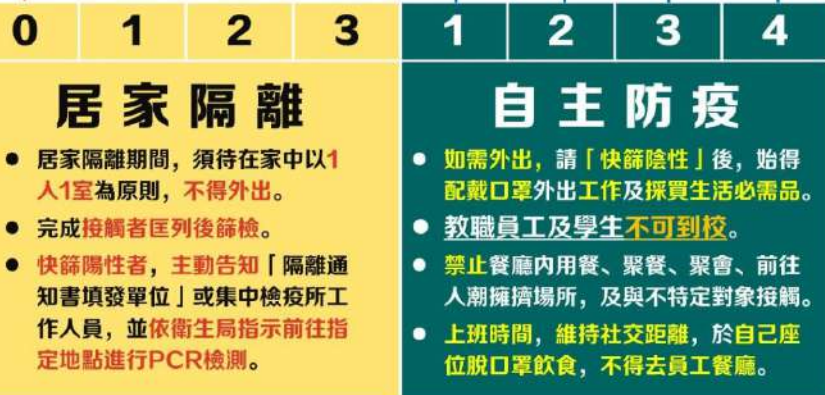 0 1 2 3
居家隔離
● 居家隔離期間，須待在家中以1
人1室為原則，不得外出。
● 完成接觸者匡列後篩檢。
● 快篩陽性者，主動告知「隔離通
知書填發單位」或集中檢疫所工
作人員，並依衛生局指示前往指
定地點進行PCR檢測。
1 2 3 4
自主防疫
● 如需外出，請「快篩陰性」後，始得
配戴口罩外出工作及採買生活必需品。
● 教職員工及學生不可到校。
● 禁止餐廳內用餐、聚餐、聚會、前往
人潮擁擠場所，及與不特定對象接觸。
● 上班時間，維持社交距離，於自己座
位脫口罩飲食，不得去員工餐廳。